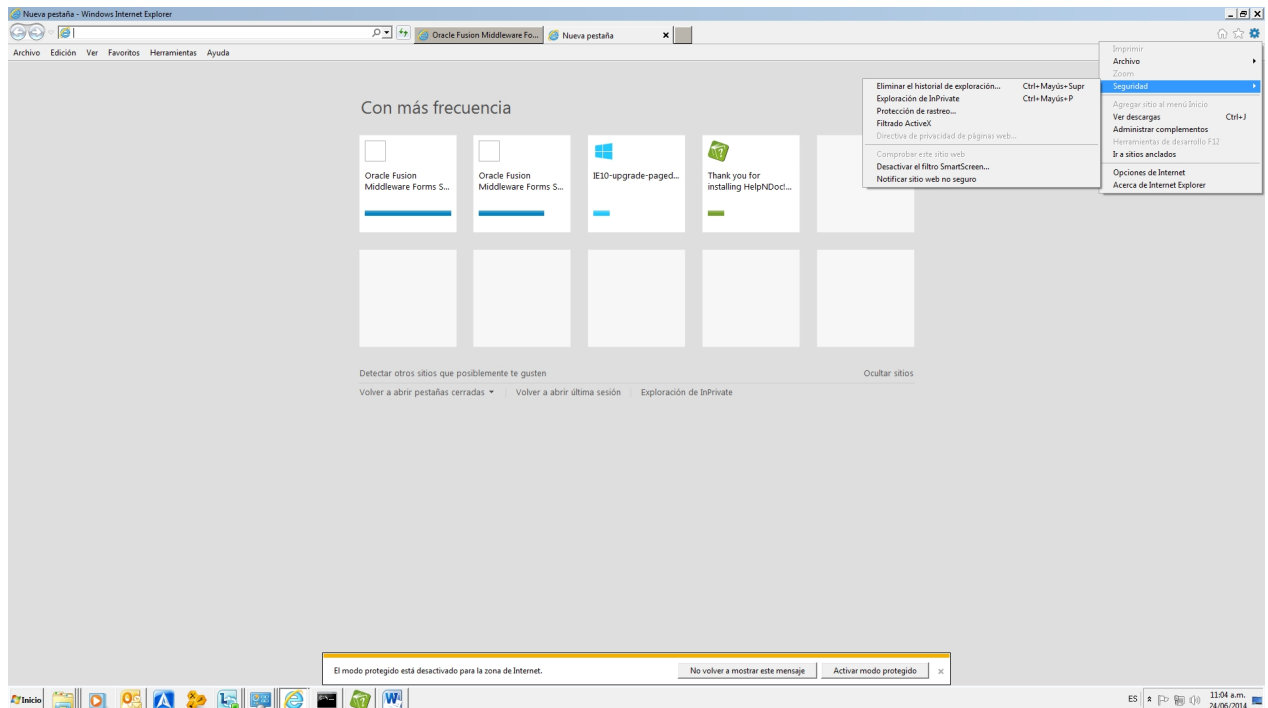 Nueva pestaña - Windows Internet Explorer
Oracle Fusion Middleware Fo...
Nueva pestaña
Archivo Edición Ver Favoritos Herramientas Ayuda
Imprimir
Archivo
Zoom
Seguridad
Agregar sitio al menú Inicio
Ver descargas Ctrl+J
Administrar complementos
Herramientas de desarrollo F12
Ir a sitios anclados
Opciones de Internet
Acerca de Internet Explorer
Eliminar el historial de exploración... Ctrl+Mayús+Supr
Exploración de InPrivate Ctrl+Mayús+P
Protección de rastreo...
Filtrado ActiveX
Directiva de privacidad de páginas web...
Comprobar este sitio web
Desactivar el filtro SmartScreen...
Notificar sitio web no seguro
Con más frecuencia
Oracle Fusion
Middleware Forms S...
Oracle Fusion
Middleware Forms S...
IE10-upgrade-paged...
Thank you for
installing HelpNDoc!...
Detectar otros sitios que posiblemente te gusten
Ocultar sitios
Volver a abrir pestañas cerradas
Volver a abrir última sesión
Exploración de InPrivate
El modo protegido está desactivado para la zona de Internet.
No volver a mostrar este mensaje
Activar modo protegido
Inicio
ES
11:04 a.m.
24/06/2014